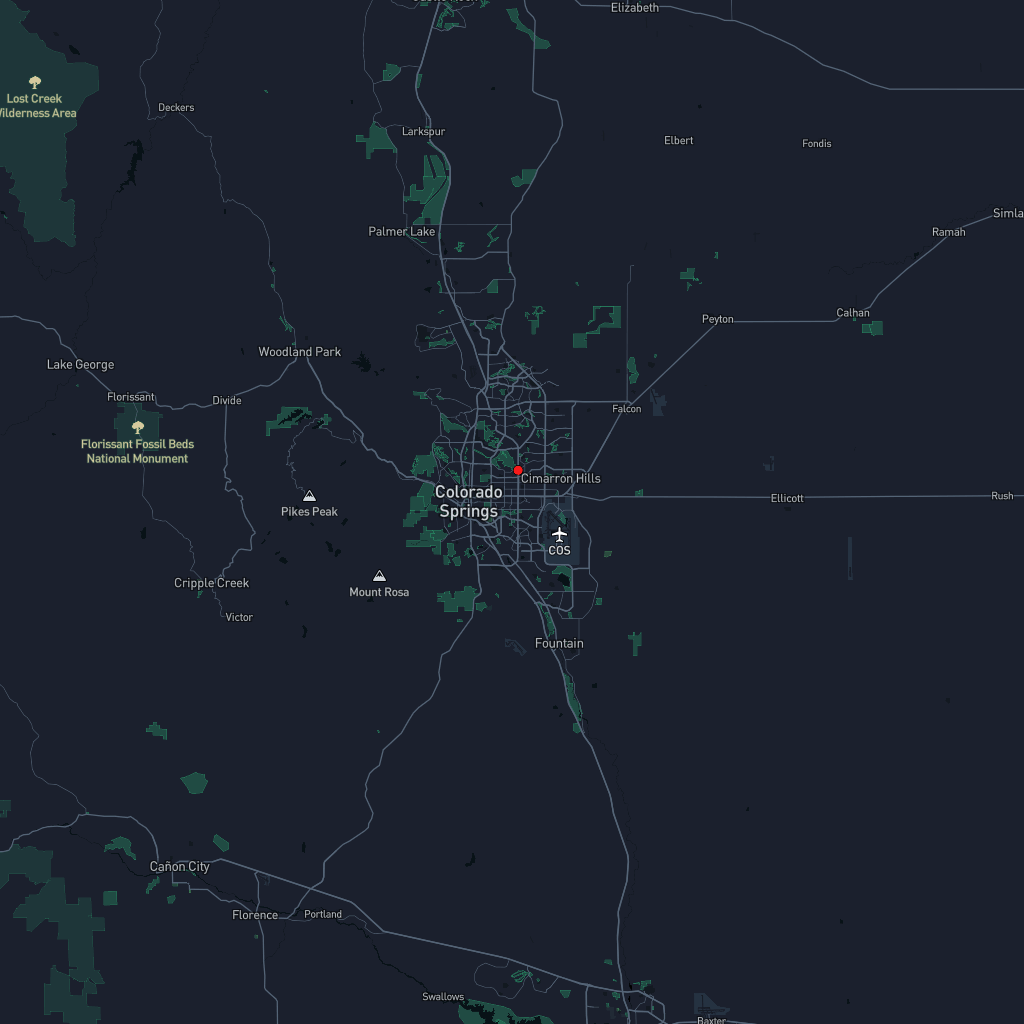 Elizabeth
Lost Creek
Wilderness Area
Deckers
Larkspur
Elbert
Fondis
Simla
Palmer Lake
Ramah
Peyton
Calhan
Woodland Park
Lake George
Florissant
Divide
Falcon
Florissant Fossil Beds
National Monument
Cimarron Hills
Colorado
Springs
Ellicott
Rush
Pikes Peak
COS
Cripple Creek
Mount Rosa
Victor
Fountain
Cañon City
Florence
Portland
Swallows
Baxter